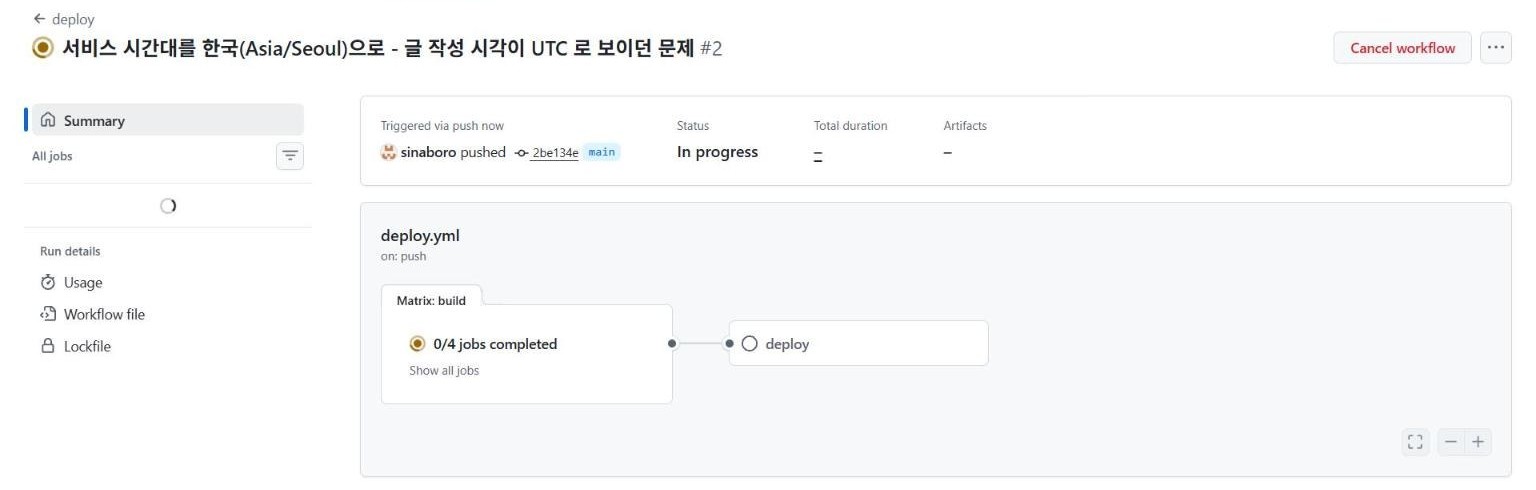 deploy
서비스 시간대를 한국(Asia/Seoul)으로 - 글 작성 시각이 UTC 로 보이던 문제 #2
Cancel workflow
Summary
All jobs
Run details
Usage
Workflow file
Lockfile
Triggered via push now
sinaboro pushed 2be134e main
Status
In progress
Total duration
–
Artifacts
–
deploy.yml
on: push
Matrix: build
0/4 jobs completed
Show all jobs
deploy